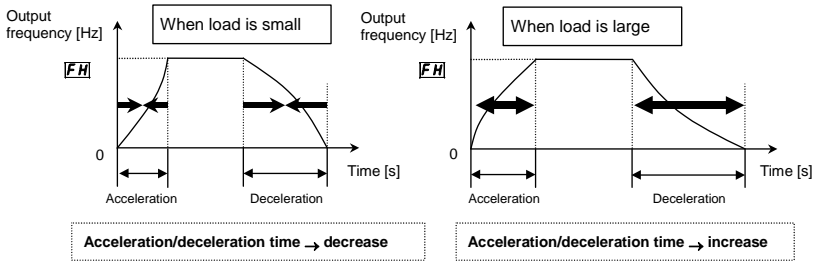 Output
frequency [Hz]
When load is small
FH
0
Time [s]
Acceleration
Deceleration
Acceleration/deceleration time → decrease
Output
frequency [Hz]
When load is large
FH
0
Time [s]
Acceleration
Deceleration
Acceleration/deceleration time → increase